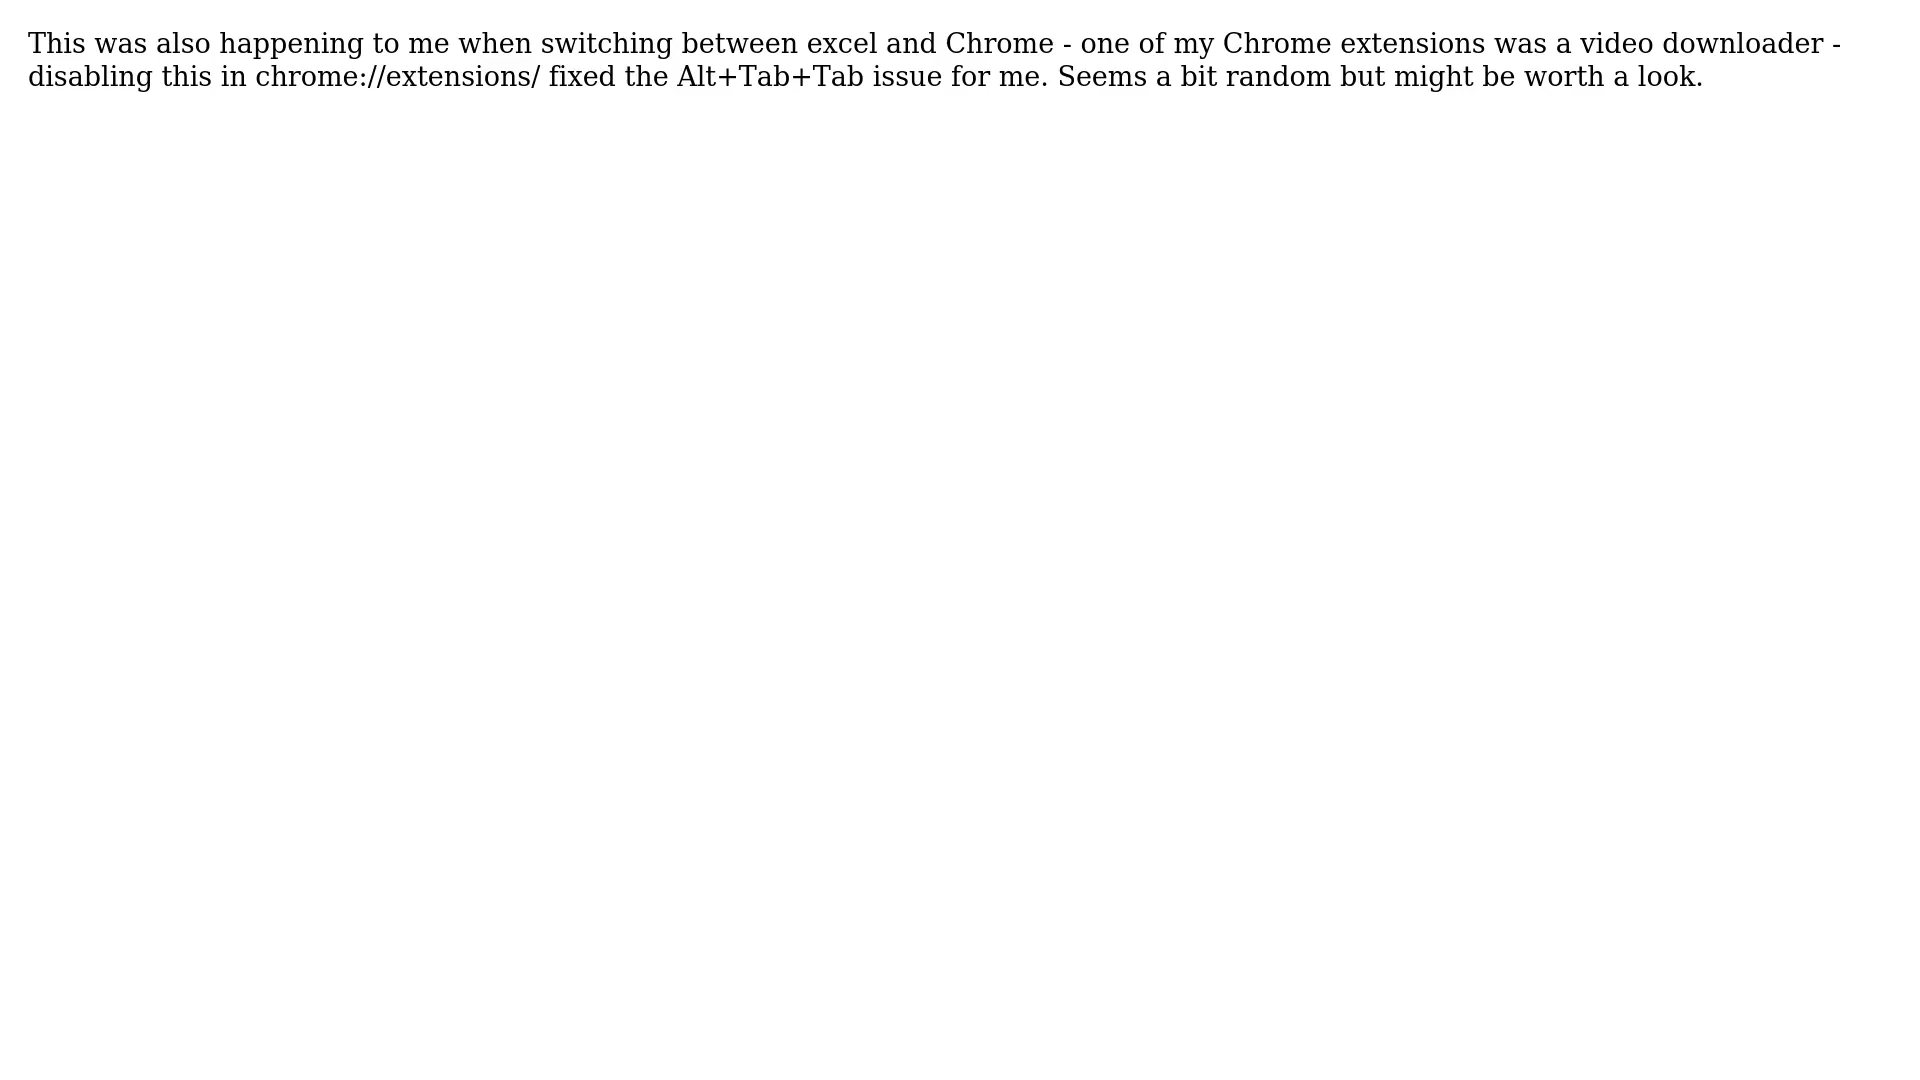 This was also happening to me when switching between excel and Chrome - one of my Chrome extensions was a video downloader -
disabling this in chrome://extensions/ fixed the Alt+Tab+Tab issue for me. Seems a bit random but might be worth a look.